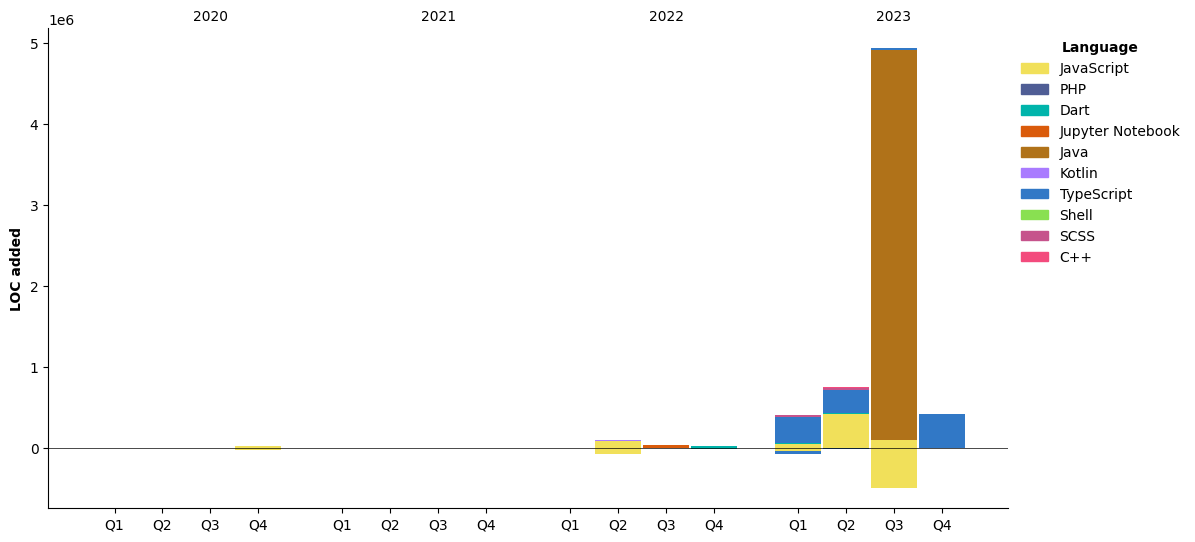 1e6
2020 2021 2022 2023
5
4
3
2
1
0
LOC added
Q1 Q2 Q3 Q4 Q1 Q2 Q3 Q4 Q1 Q2 Q3 Q4 Q1 Q2 Q3 Q4
Language
JavaScript
PHP
Dart
Jupyter Notebook
Java
Kotlin
TypeScript
Shell
SCSS
C++